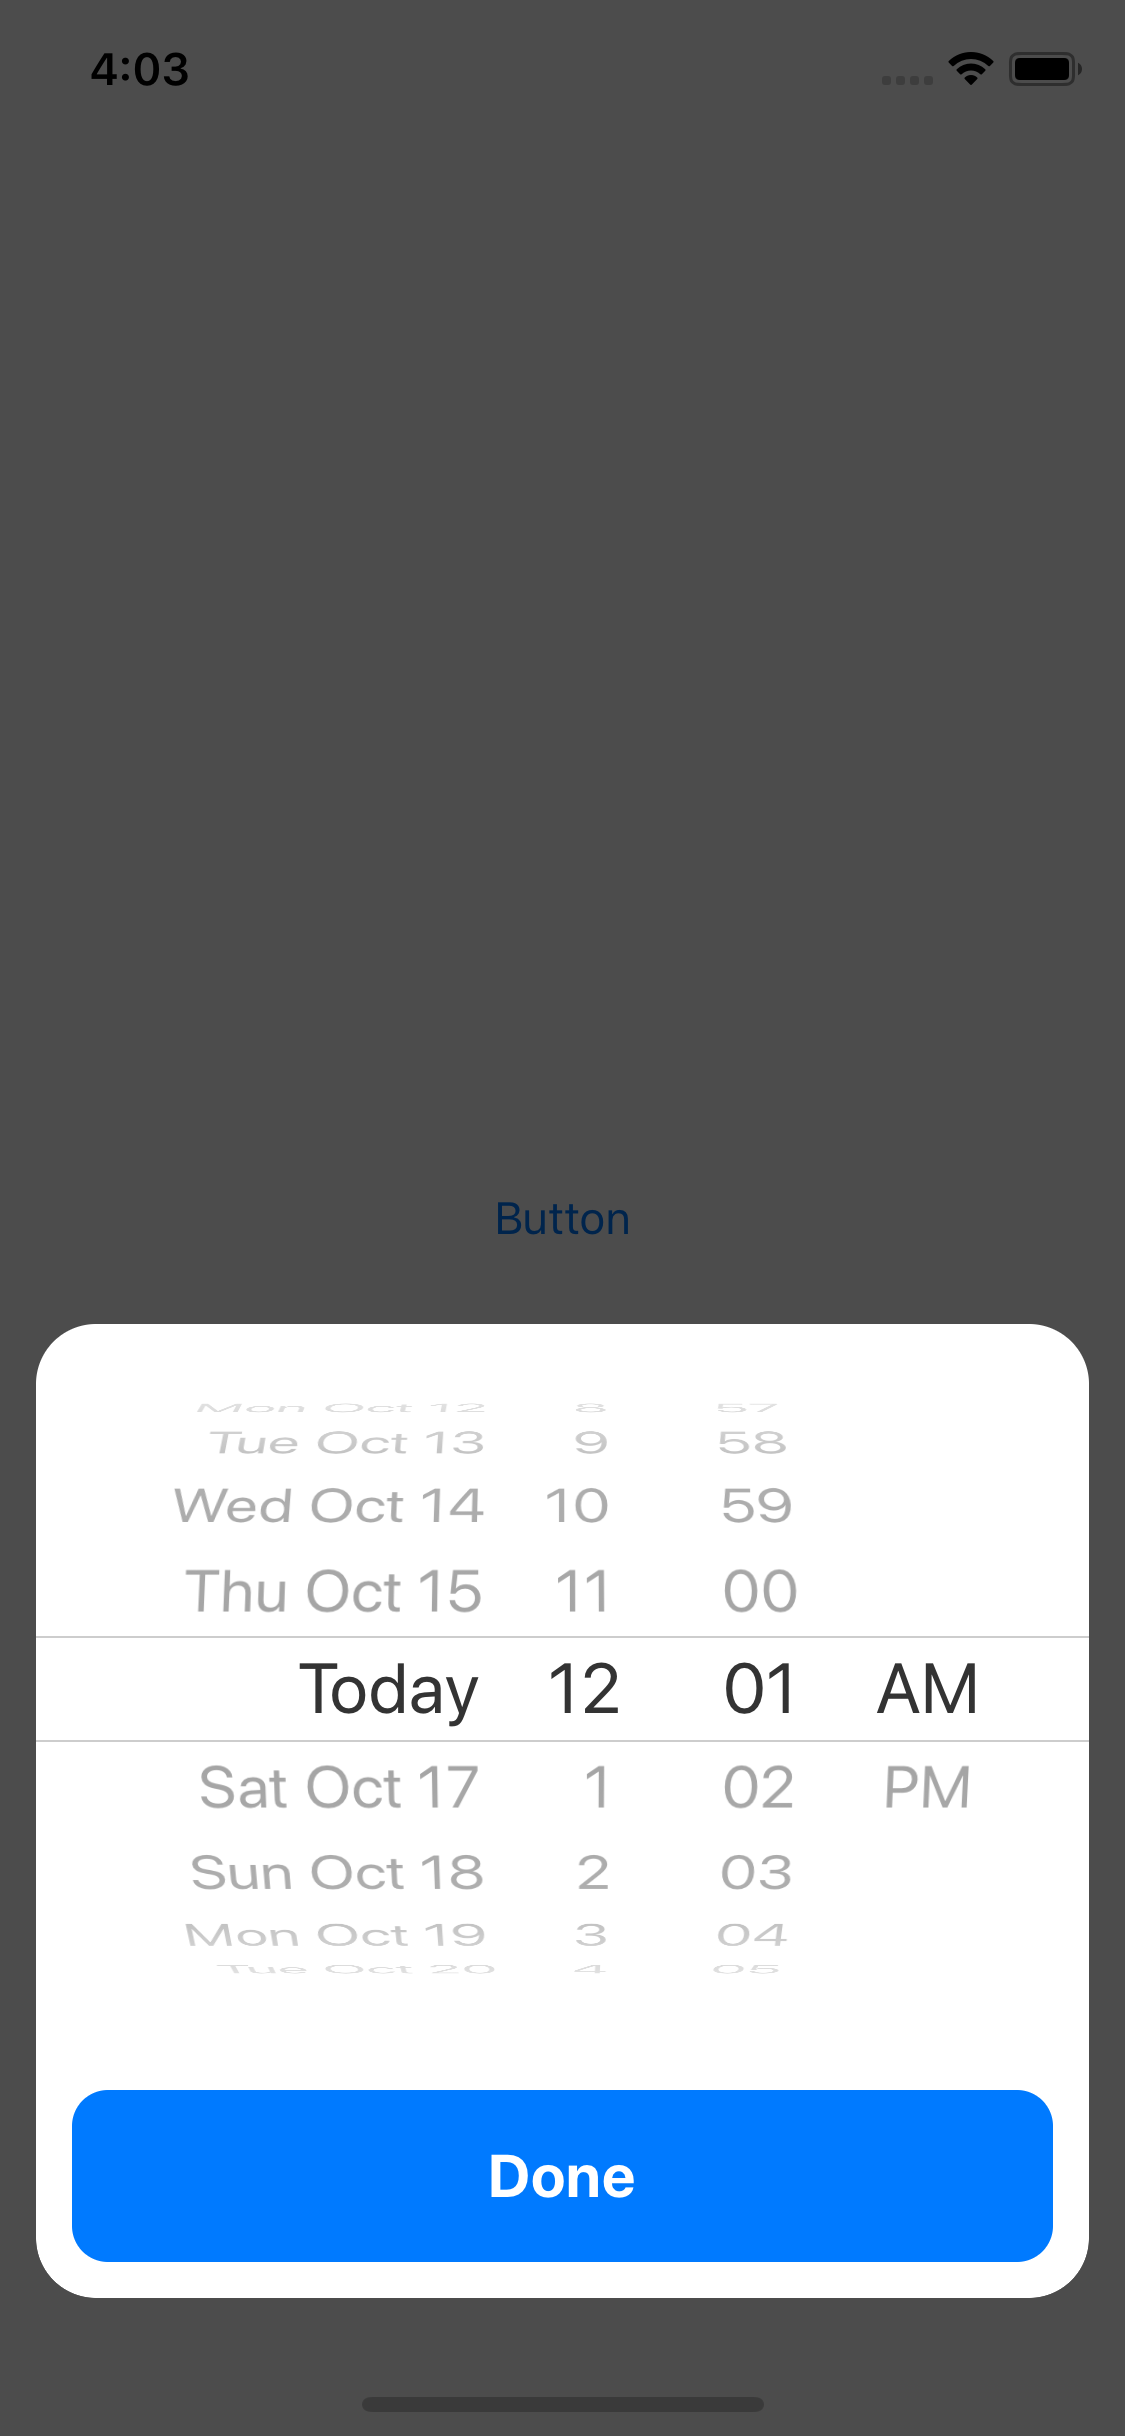 4:03
Button
Mon Oct 12 8 57
Tue Oct 13 9 58
Wed Oct 14 10 59
Thu Oct 15 11 00
Today 12 01 AM
Sat Oct 17 1 02 PM
Sun Oct 18 2 03
Mon Oct 19 3 04
Tue Oct 20 4 05
Done